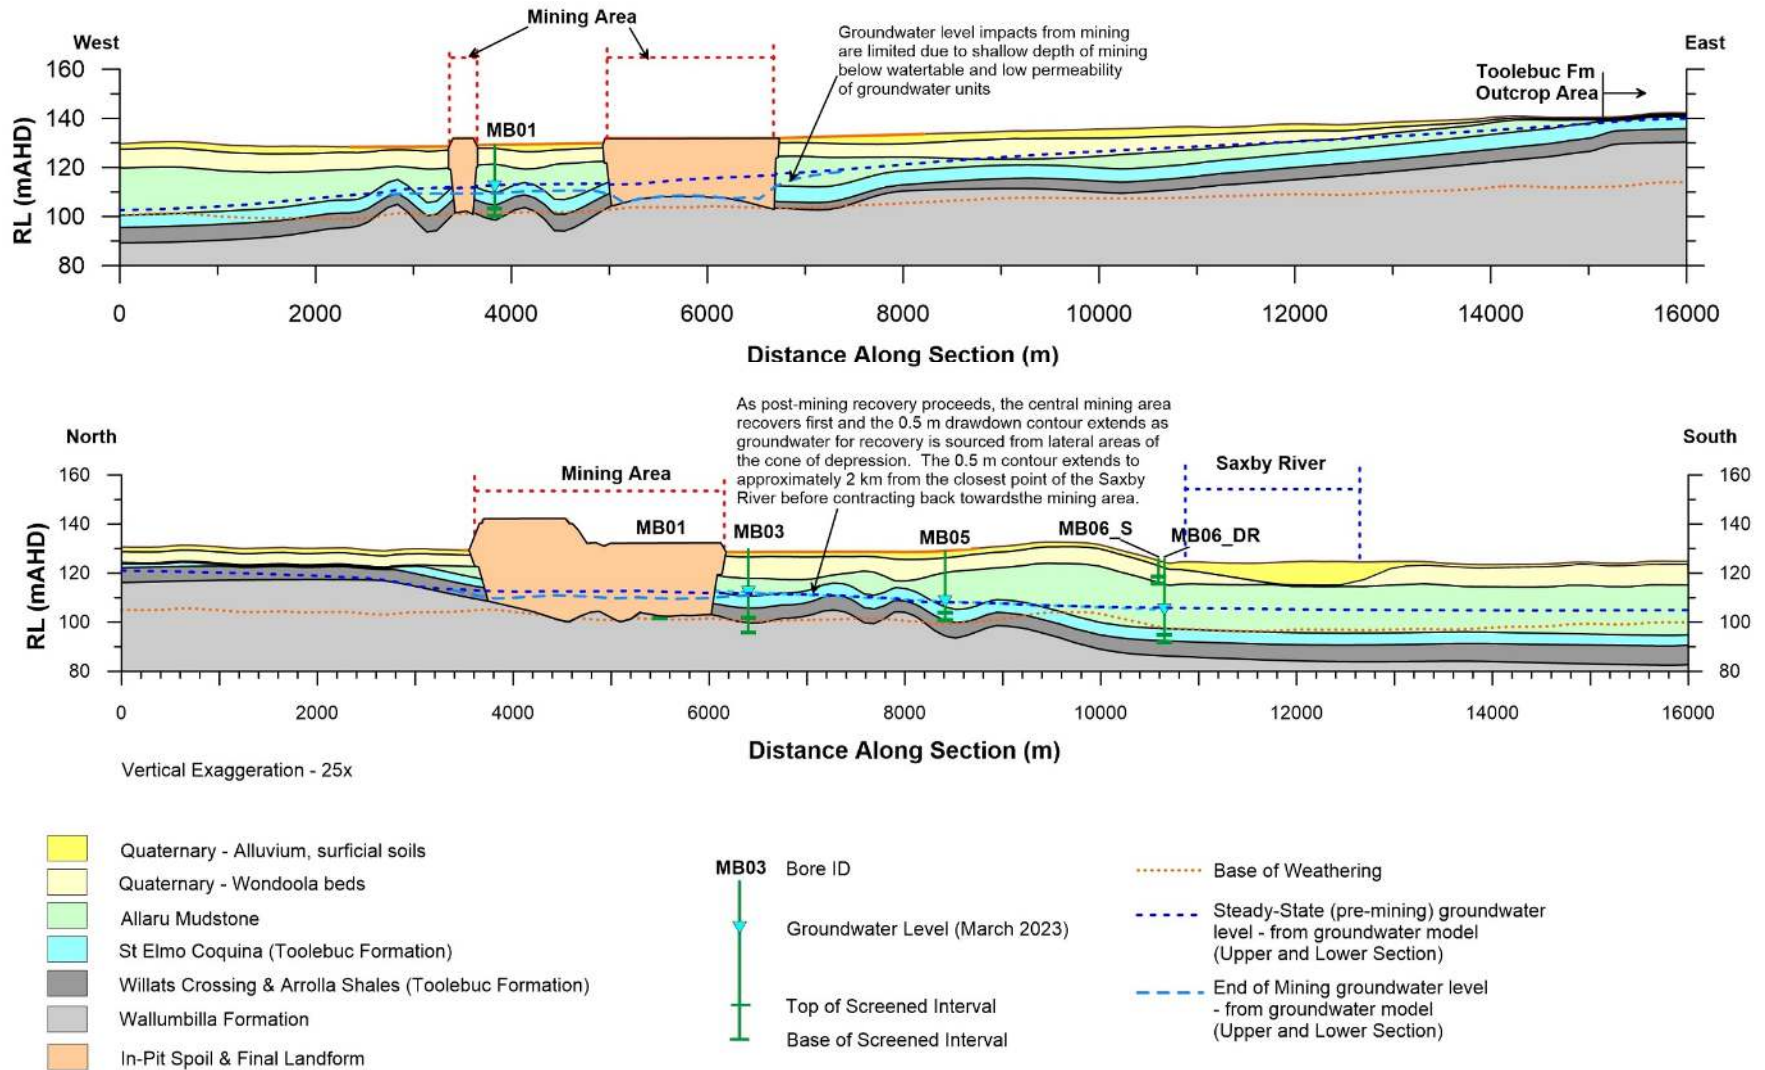 Mining Area
West
East
Groundwater level impacts from mining
are limited due to shallow depth of mining
below watertable and low permeability
of groundwater units
Toolebuc Fm
Outcrop Area
MB01
RL (mAHD)
160
140
120
100
80
0
2000
4000
6000
8000
10000
12000
14000
16000
Distance Along Section (m)
As post-mining recovery proceeds, the central mining area
recovers first and the 0.5 m drawdown contour extends as
groundwater for recovery is sourced from lateral areas of
the cone of depression. The 0.5 m contour extends to
approximately 2 km from the closest point of the Saxby
River before contracting back towardsthe mining area.
North
South
Mining Area
Saxby River
MB01
MB03
MB05
MB06_S
MB06_DR
RL (mAHD)
160
140
120
100
80
160
140
120
100
80
0
2000
4000
6000
8000
10000
12000
14000
16000
Distance Along Section (m)
Vertical Exaggeration - 25x
Quaternary - Alluvium, surficial soils
Quaternary - Wondoola beds
Allaru Mudstone
St Elmo Coquina (Toolebuc Formation)
Willats Crossing & Arrolla Shales (Toolebuc Formation)
Wallumbilla Formation
In-Pit Spoil & Final Landform
MB03 Bore ID
Groundwater Level (March 2023)
Top of Screened Interval
Base of Screened Interval
Base of Weathering
Steady-State (pre-mining) groundwater
level - from groundwater model
(Upper and Lower Section)
End of Mining groundwater level
- from groundwater model
(Upper and Lower Section)